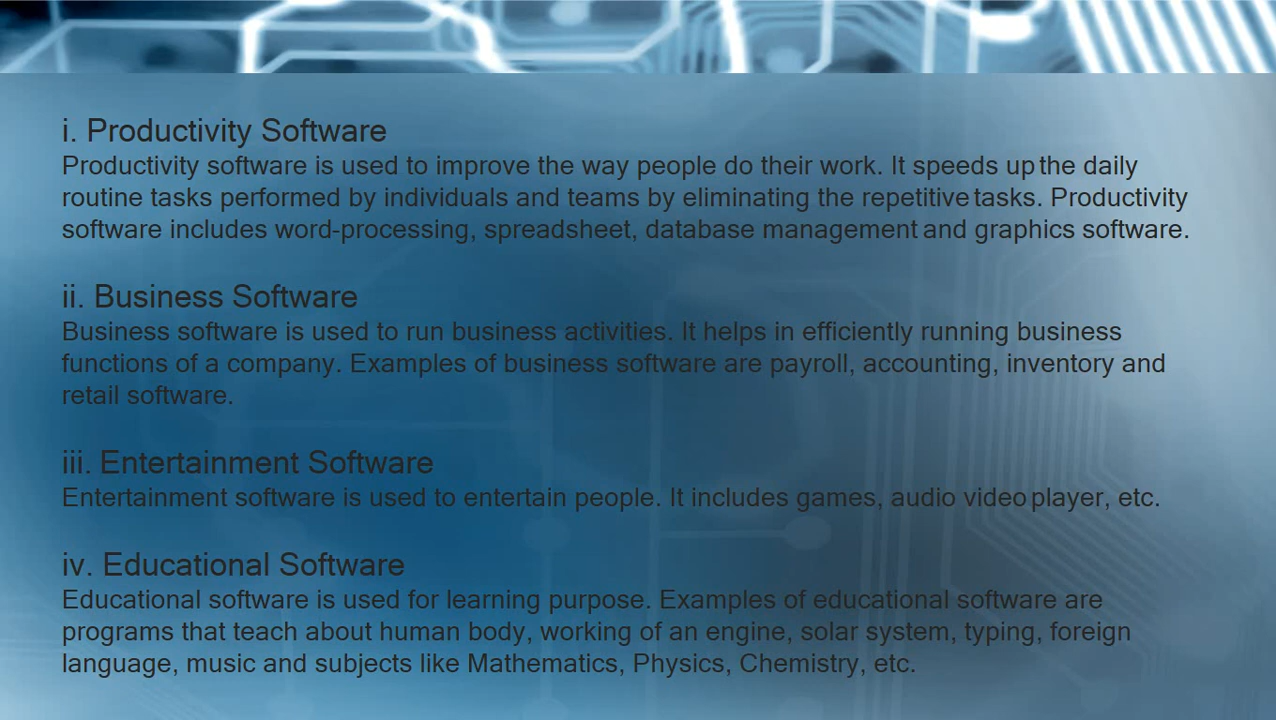 i. Productivity Software
Productivity software is used to improve the way people do their work. It speeds up the daily
routine tasks performed by individuals and teams by eliminating the repetitive tasks. Productivity
software includes word-processing, spreadsheet, database management and graphics software.
ii. Business Software
Business software is used to run business activities. It helps in efficiently running business
functions of a company. Examples of business software are payroll, accounting, inventory and
retail software.
iii. Entertainment Software
Entertainment software is used to entertain people. It includes games, audio video player, etc.
iv. Educational Software
Educational software is used for learning purpose. Examples of educational software are
programs that teach about human body, working of an engine, solar system, typing, foreign
language, music and subjects like Mathematics, Physics, Chemistry, etc.